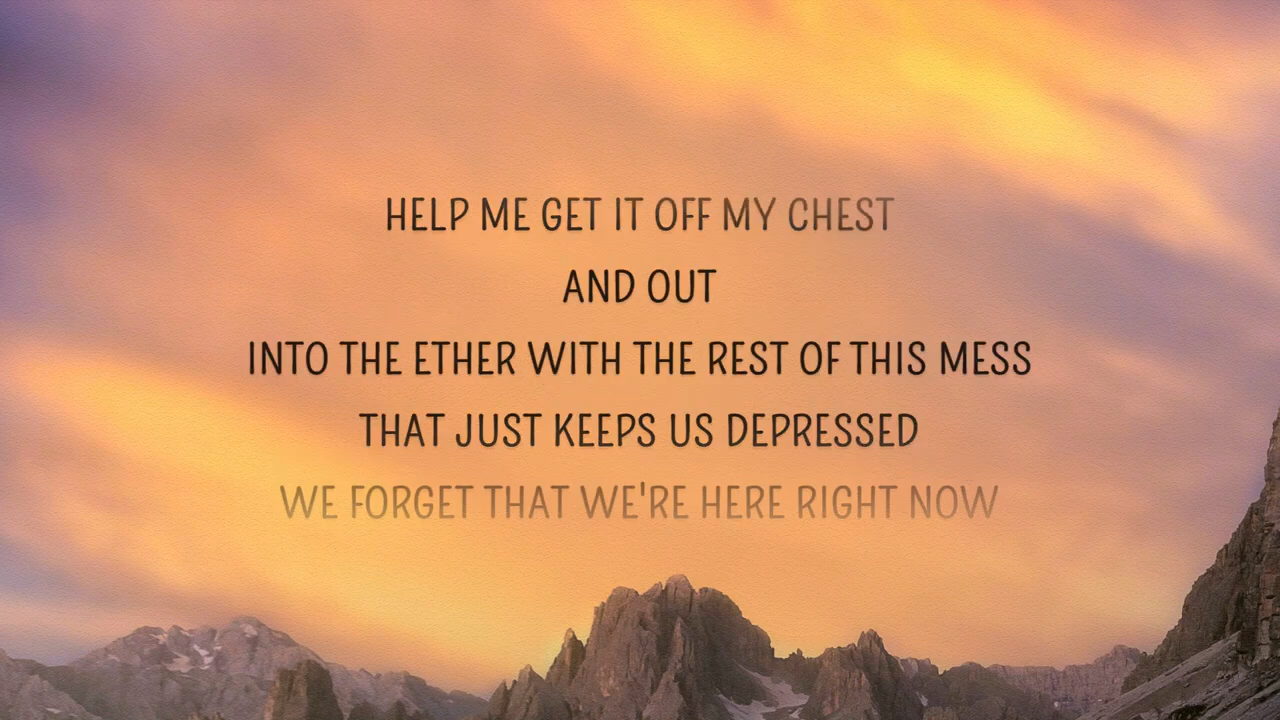 HELP ME GET IT OFF MY CHEST
AND OUT
INTO THE ETHER WITH THE REST OF THIS MESS
THAT JUST KEEPS US DEPRESSED
WE FORGET THAT WE'RE HERE RIGHT NOW